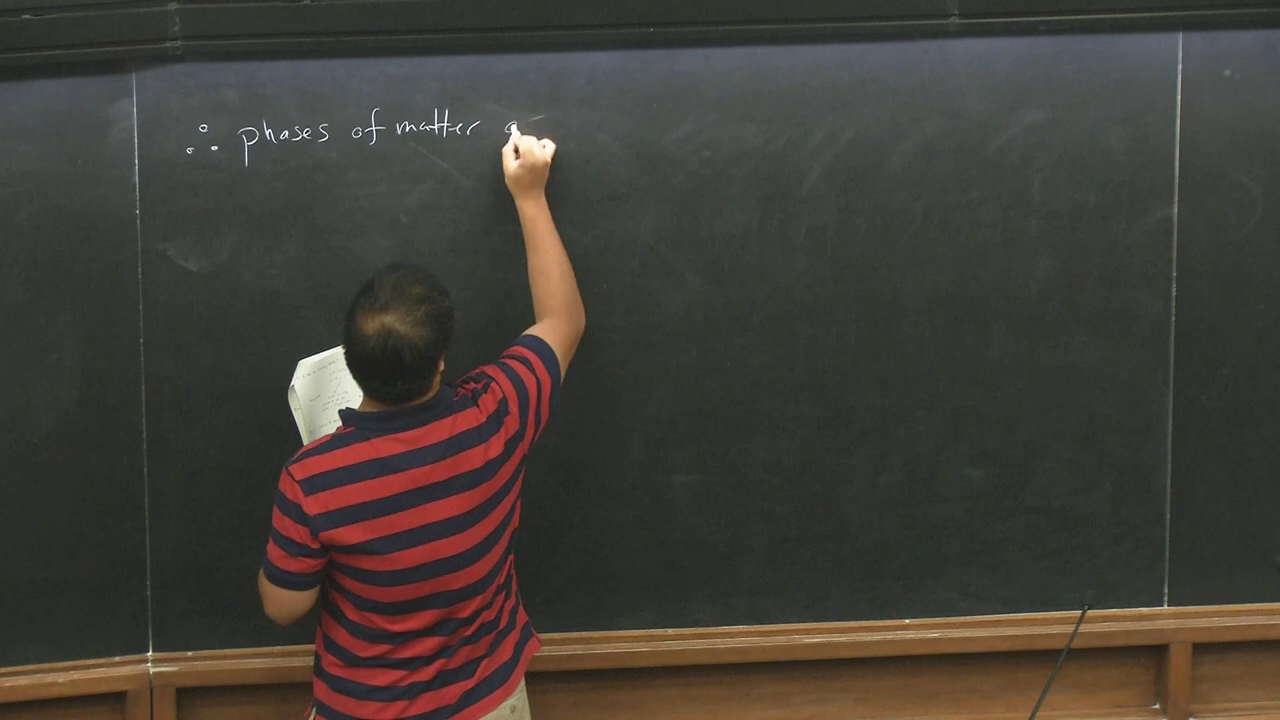 ∴ phases of matter